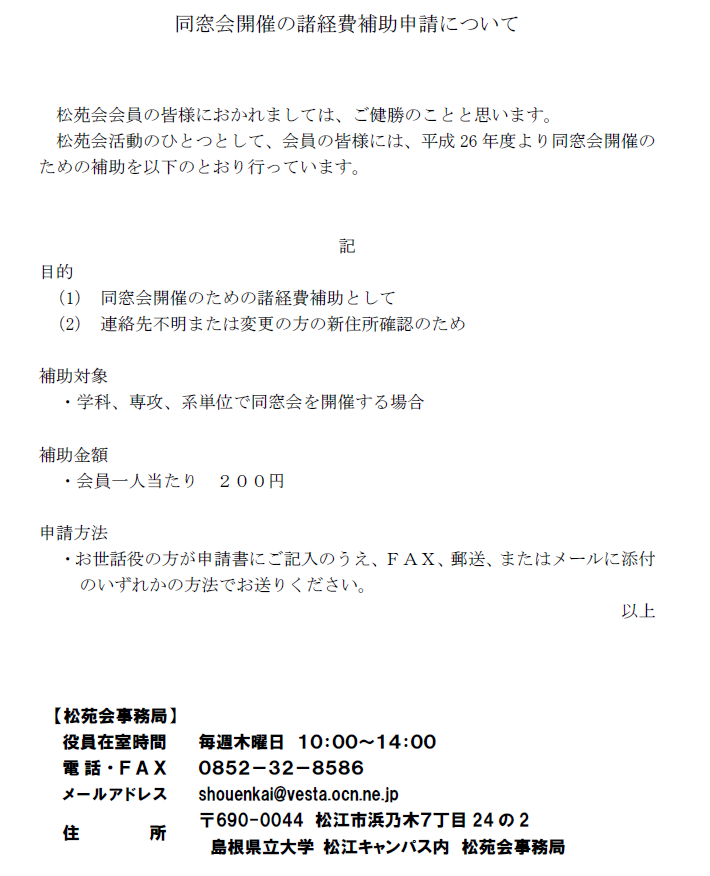 同窓会開催の諸経費補助申請について
松苑会会員の皆様におかれましては、ご健勝のことと思います。
松苑会活動のひとつとして、会員の皆様には、平成 26 年度より同窓会開催の
ための補助を以下のとおり行っています。
記
目的
(1) 同窓会開催のための諸経費補助として
(2) 連絡先不明または変更の方の新住所確認のため
補助対象
・学科、専攻、系単位で同窓会を開催する場合
補助金額
・会員一人当たり ２００円
申請方法
・お世話役の方が申請書にご記入のうえ、ＦＡＸ、郵送、またはメールに添付
のいずれかの方法でお送りください。
以上
【松苑会事務局】
役員在室時間 毎週木曜日 10:00～14:00
電話・ＦＡＸ 0852－32－8586
メールアドレス shouenkai@vesta.ocn.ne.jp
住所 〒690-0044 松江市浜乃木７丁目 24 の 2
島根県立大学 松江キャンパス内 松苑会事務局